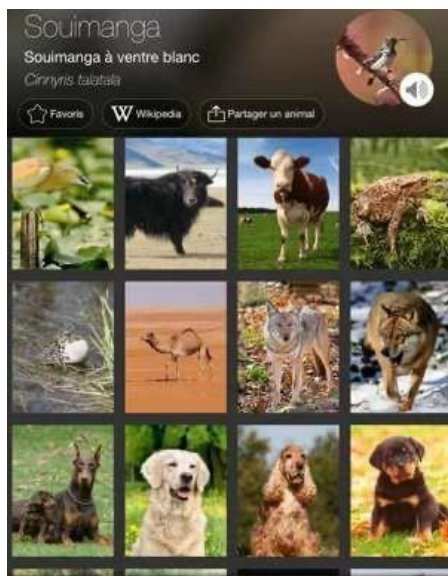 Souimanga
Souimanga à ventre blanc
Cinnyris talatala
Favoris
W Wikipedia
Partager un animal